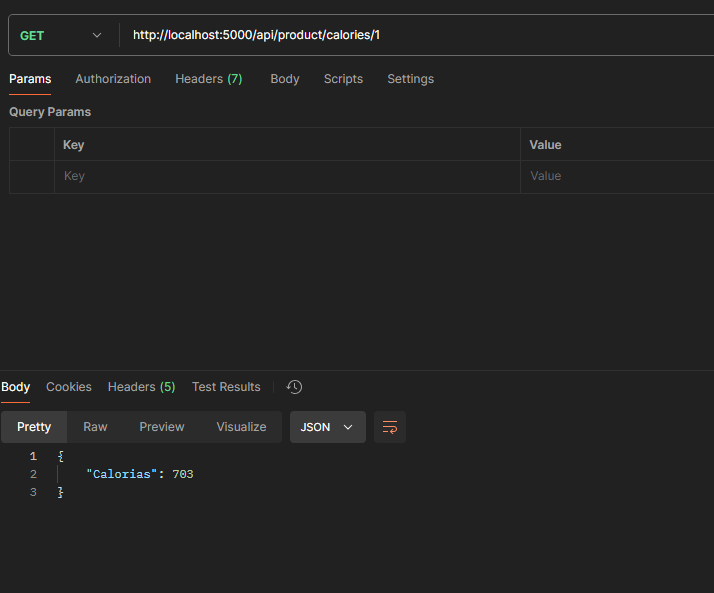 GET http://localhost:5000/api/product/calories/1
Params Authorization Headers (7) Body Scripts Settings
Query Params
Key Value
Key Value
Body Cookies Headers (5) Test Results
Pretty Raw Preview Visualize JSON
1 {
2 "Calorias": 703
3 }